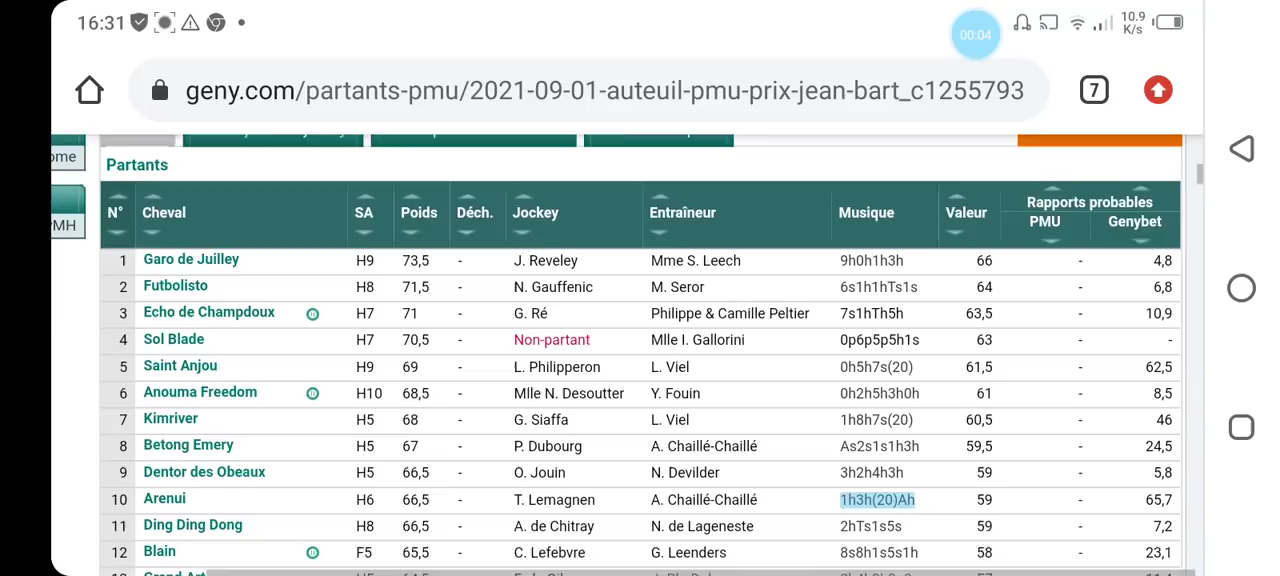 16:31
00:04
10.9 K/s
geny.com/partants-pmu/2021-09-01-auteuil-pmu-prix-jean-bart_c1255793
7
ome
PMH
Partants
N° Cheval SA Poids Déch. Jockey Entraîneur Musique Valeur Rapports probables
PMU Genybet
1 Garo de Juilley H9 73,5 - J. Reveley Mme S. Leech 9h0h1h3h 66 - 4,8
2 Futbolisto H8 71,5 - N. Gauffenic M. Seror 6s1h1hTs1s 64 - 6,8
3 Echo de Champdoux H7 71 - G. Ré Philippe & Camille Peltier 7s1hTh5h 63,5 - 10,9
4 Sol Blade H7 70,5 - Non-partant Mlle I. Gallorini 0p6p5p5h1s 63 - -
5 Saint Anjou H9 69 - L. Philipperon L. Viel 0h5h7s(20) 61,5 - 62,5
6 Anouma Freedom H10 68,5 - Mlle N. Desoutter Y. Fouin 0h2h5h3h0h 61 - 8,5
7 Kimriver H5 68 - G. Siaffa L. Viel 1h8h7s(20) 60,5 - 46
8 Betong Emery H5 67 - P. Dubourg A. Chaillé-Chaillé As2s1s1h3h 59,5 - 24,5
9 Dentor des Obeaux H5 66,5 - O. Jouin N. Devilder 3h2h4h3h 59 - 5,8
10 Arenui H6 66,5 - T. Lemagnen A. Chaillé-Chaillé 1h3h(20)Ah 59 - 65,7
11 Ding Ding Dong H8 66,5 - A. de Chitray N. de Lageneste 2hTs1s5s 59 - 7,2
12 Blain F5 65,5 - C. Lefebvre G. Leenders 8s8h1s5s1h 58 - 23,1